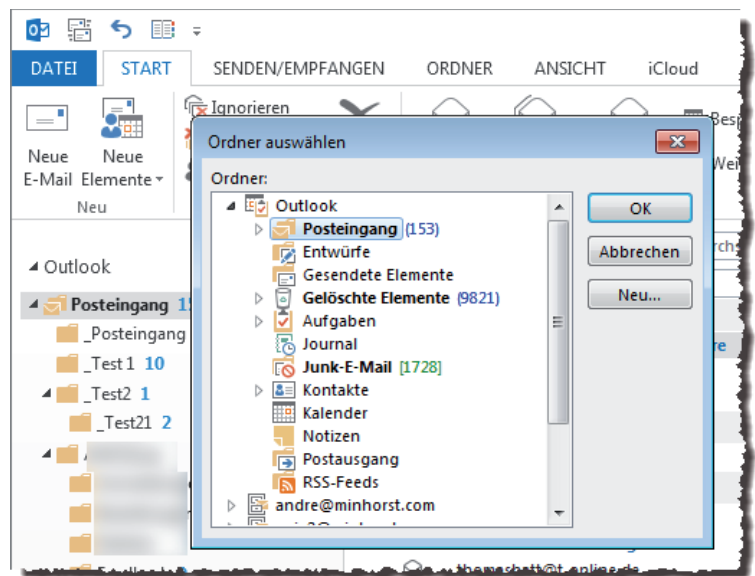 DATEI START SENDEN/EMPFANGEN ORDNER ANSICHT iCloud
Ignorieren
Neue E-Mail
Neue Elemente
Neu
Outlook
Posteingang
_Posteingang
_Test1 10
_Test2 1
_Test21 2
Ordner auswählen
Ordner:
Outlook
Posteingang (153)
Entwürfe
Gesendete Elemente
Gelöschte Elemente (9821)
Aufgaben
Journal
Junk-E-Mail [1728]
Kontakte
Kalender
Notizen
Postausgang
RSS-Feeds
andre@minhorst.com
OK
Abbrechen
Neu...